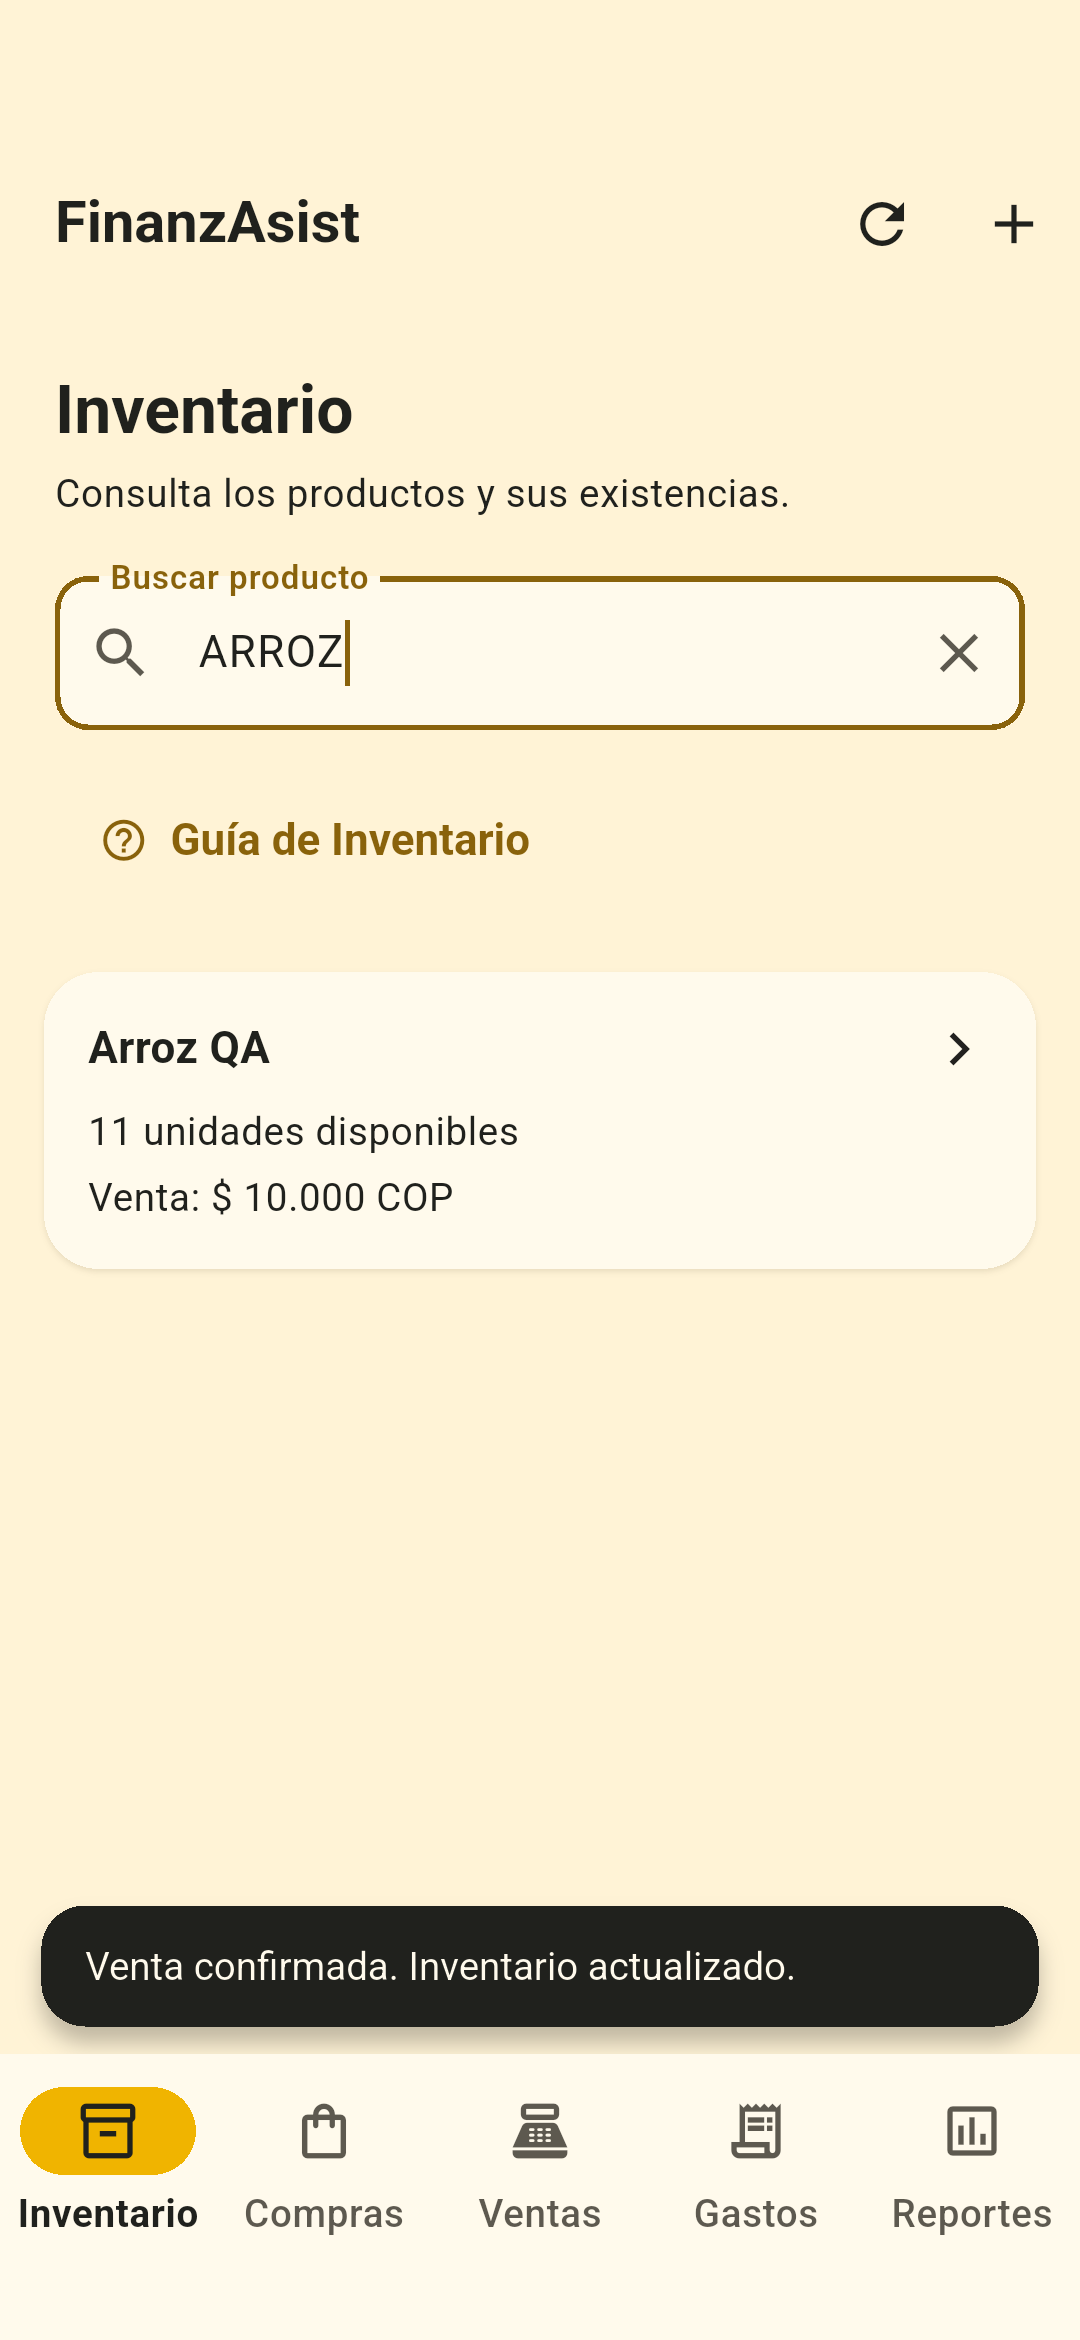 FinanzAsist
Inventario
Consulta los productos y sus existencias.
Buscar producto
ARROZ
Guía de Inventario
Arroz QA
11 unidades disponibles
Venta: $ 10.000 COP
Venta confirmada. Inventario actualizado.
Inventario Compras Ventas Gastos Reportes